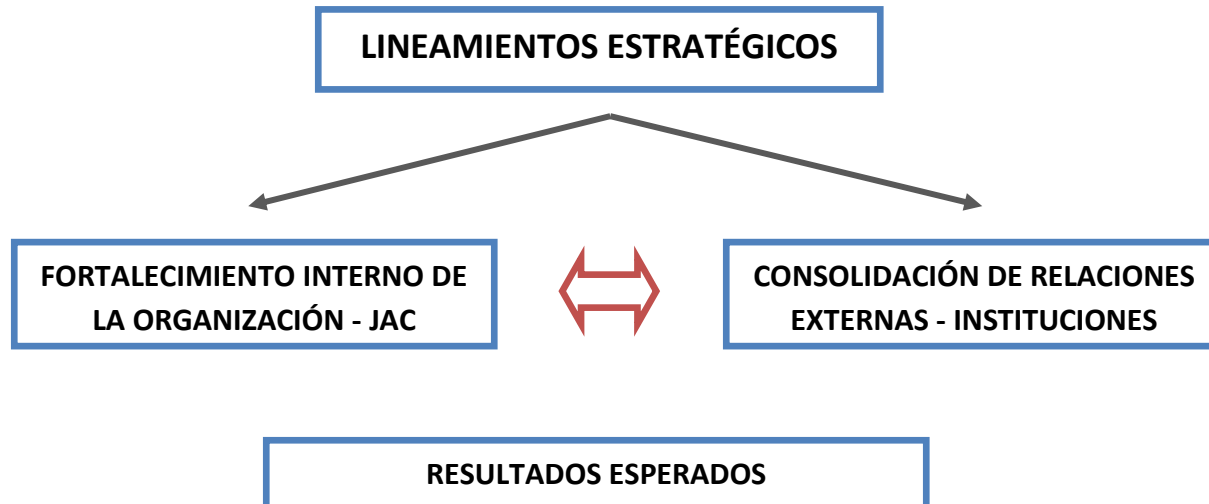 LINEAMIENTOS ESTRATÉGICOS
FORTALECIMIENTO INTERNO DE
LA ORGANIZACIÓN - JAC
CONSOLIDACIÓN DE RELACIONES
EXTERNAS - INSTITUCIONES
RESULTADOS ESPERADOS